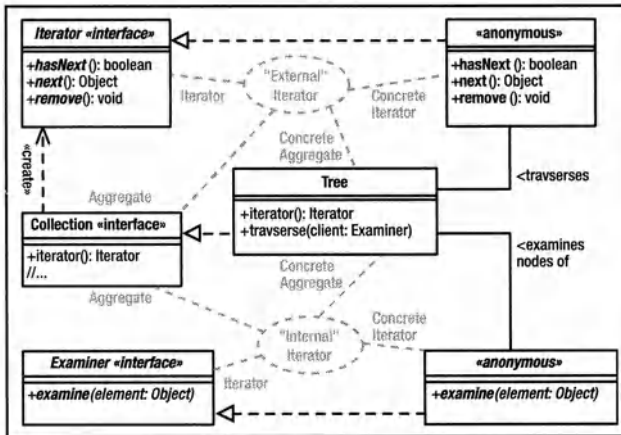 Iterator «interface»
+hasNext(): boolean
+next(): Object
+remove(): void
"External"
Iterator
Iterator
Concrete
Iterator
Concrete
Aggregate
«anonymous»
+hasNext(): boolean
+next(): Object
+remove (): void
«create»
Aggregate
Collection «interface»
+iterator(): Iterator
//...
Tree
+iterator(): Iterator
+travserse(client: Examiner)
<travserses
<examines
nodes of
Concrete
Aggregate
Aggregate
"Internal"
Iterator
Concrete
Iterator
Iterator
Examiner «interface»
+examine(element: Object)
«anonymous»
+examine(element: Object)